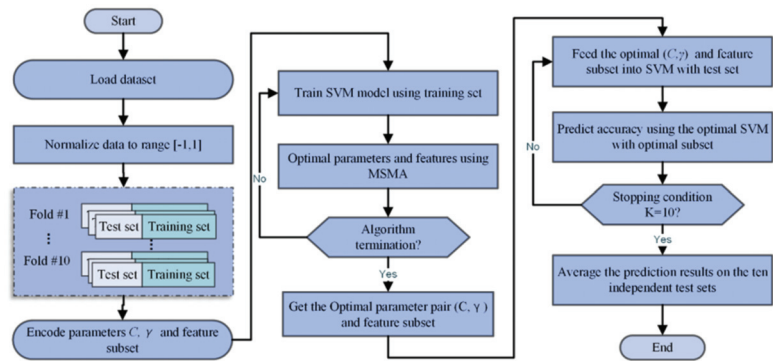 Start
Load dataset
Normalize data to range [-1,1]
Fold #1
Test set
Training set
⋮
⋮
Fold #10
Test set
Training set
Encode parameters C, γ and feature
subset
Train SVM model using training set
No
Optimal parameters and features using
MSMA
Algorithm
termination?
Yes
Get the Optimal parameter pair (C, γ)
and feature subset
Feed the optimal (C,γ) and feature
subset into SVM with test set
Predict accuracy using the optimal SVM
with optimal subset
No
Stopping condition
K=10?
Yes
Average the prediction results on the ten
independent test sets
End